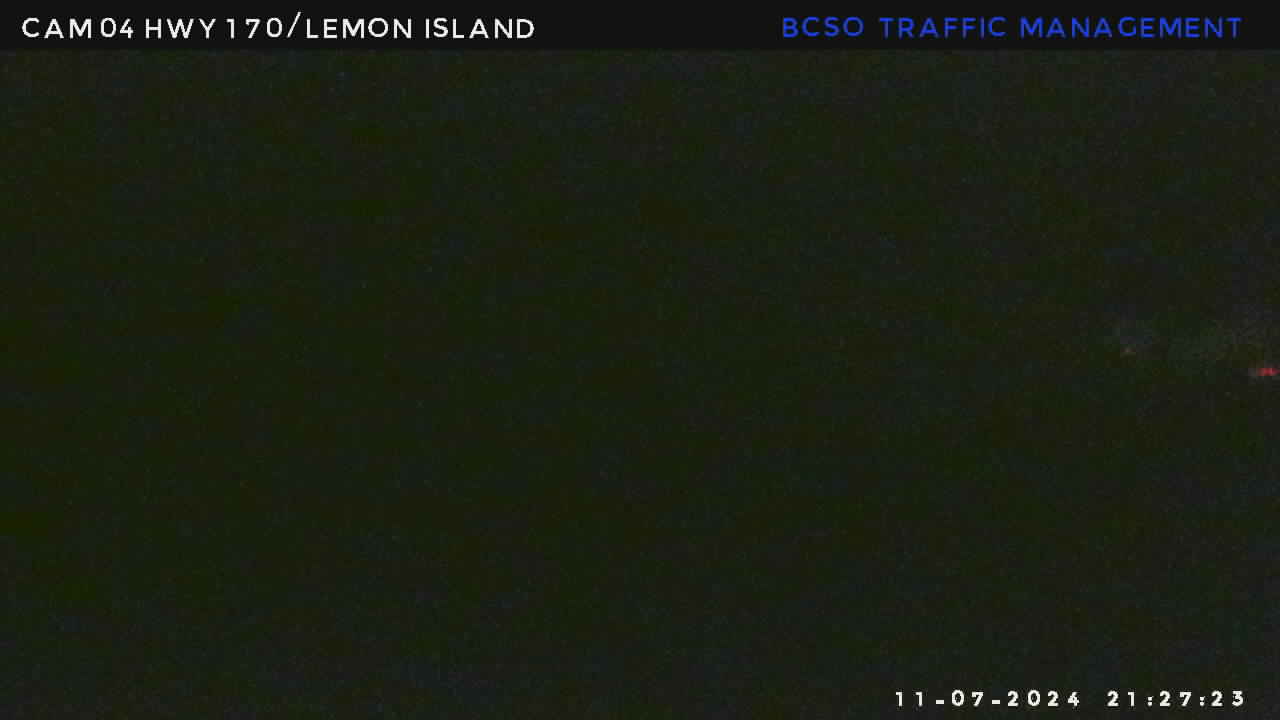 CAM 04 HWY 170/LEMON ISLAND
BCSO TRAFFIC MANAGEMENT
11-07-2024 21:27:23